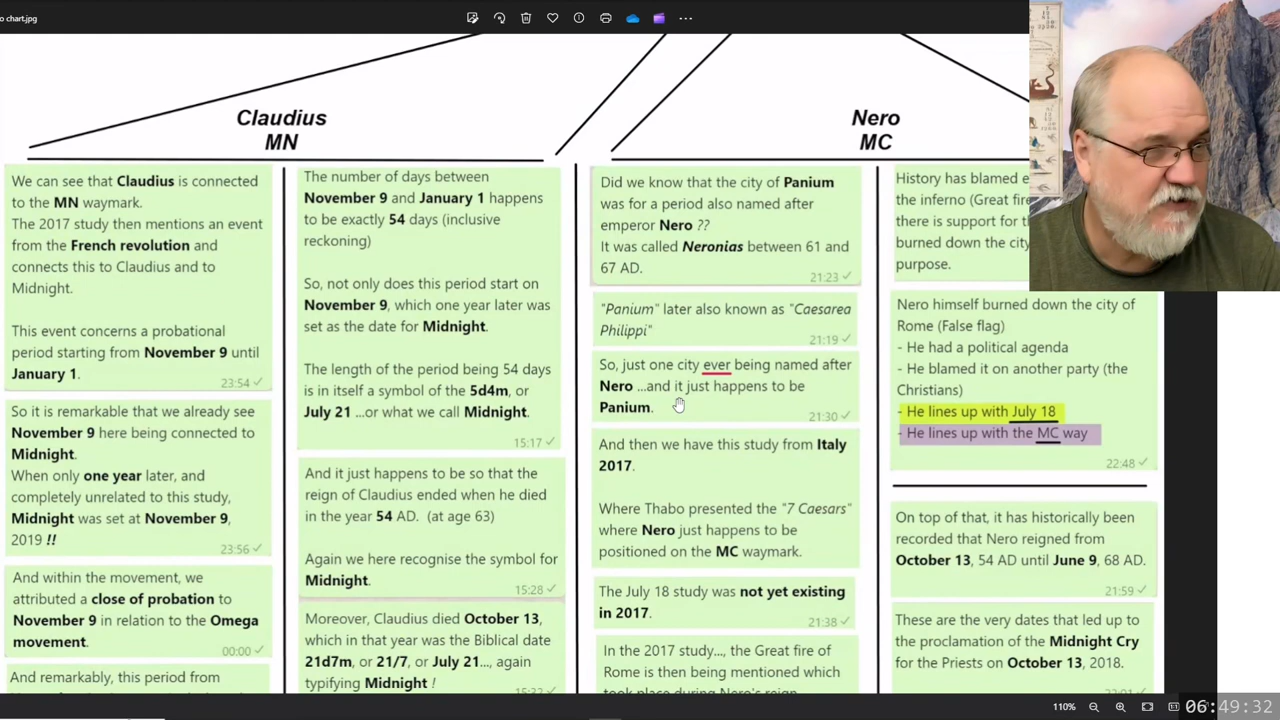 o chart.jpg
Claudius
MN
Nero
MC
We can see that Claudius is connected
to the MN waymark.
The 2017 study then mentions an event
from the French revolution and
connects this to Claudius and to
Midnight.
This event concerns a probational
period starting from November 9 until
January 1.
23:54
So it is remarkable that we already see
November 9 here being connected to
Midnight.
When only one year later, and
completely unrelated to this study,
Midnight was set at November 9,
2019 !!
23:56
And within the movement, we
attributed a close of probation to
November 9 in relation to the Omega
movement.
00:00
And remarkably, this period from
The number of days between
November 9 and January 1 happens
to be exactly 54 days (inclusive
reckoning)
So, not only does this period start on
November 9, which one year later was
set as the date for Midnight.
The length of the period being 54 days
is in itself a symbol of the 5d4m, or
July 21 ...or what we call Midnight.
15:17
And it just happens to be so that the
reign of Claudius ended when he died
in the year 54 AD. (at age 63)
Again we here recognise the symbol for
Midnight.
15:28
Moreover, Claudius died October 13,
which in that year was the Biblical date
21d7m, or 21/7, or July 21..., again
typifying Midnight !
15:32
Did we know that the city of Panium
was for a period also named after
emperor Nero ??
It was called Neronias between 61 and
67 AD.
21:23
"Panium" later also known as "Caesarea
Philippi"
21:19
So, just one city ever being named after
Nero ...and it just happens to be
Panium.
21:30
And then we have this study from Italy
2017.
Where Thabo presented the "7 Caesars"
where Nero just happens to be
positioned on the MC waymark.
The July 18 study was not yet existing
in 2017.
21:38
In the 2017 study..., the Great fire of
Rome is then being mentioned which
took place during Nero's reign
History has blamed
the inferno (Great fire
there is support for
burned down the city
purpose.
Nero himself burned down the city of
Rome (False flag)
- He had a political agenda
- He blamed it on another party (the
Christians)
- He lines up with July 18
- He lines up with the MC way
22:48
On top of that, it has historically been
recorded that Nero reigned from
October 13, 54 AD until June 9, 68 AD.
21:59
These are the very dates that led up to
the proclamation of the Midnight Cry
for the Priests on October 13, 2018.
22:01
110%
06:49:32